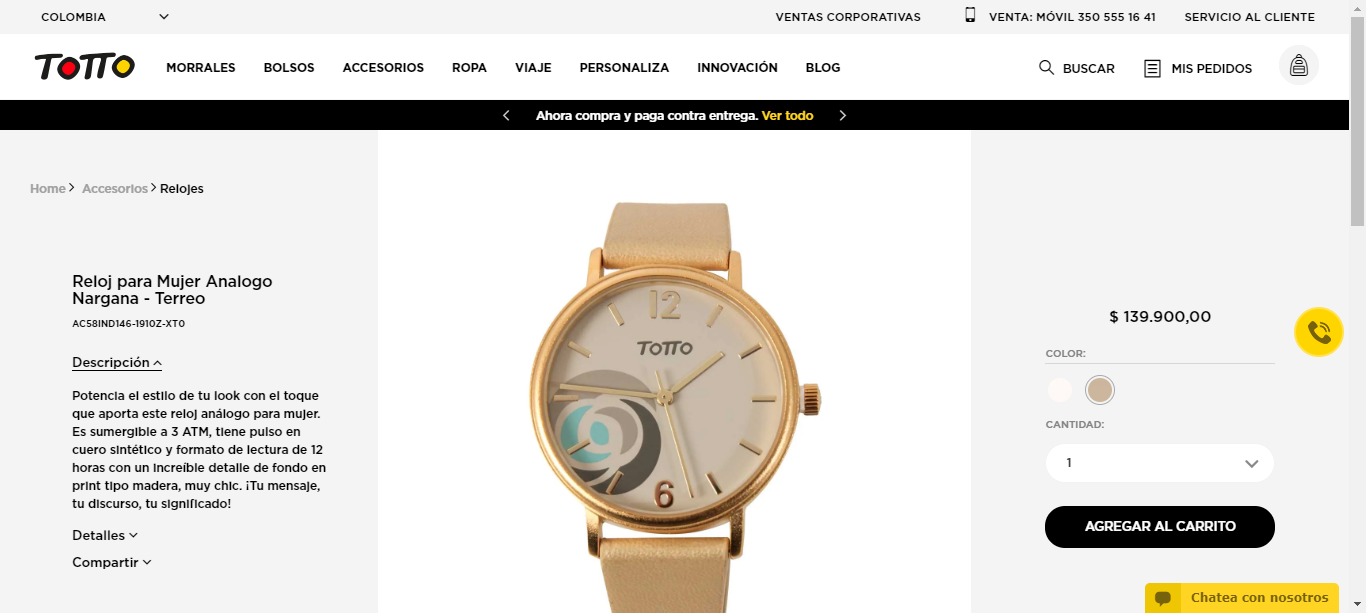 COLOMBIA
VENTAS CORPORATIVAS
VENTA: MÓVIL 350 555 16 41
SERVICIO AL CLIENTE
TOTTO
MORRALES
BOLSOS
ACCESORIOS
ROPA
VIAJE
PERSONALIZA
INNOVACIÓN
BLOG
BUSCAR
MIS PEDIDOS
Ahora compra y paga contra entrega. Ver todo
Home > Accesorios > Relojes
Reloj para Mujer Analogo
Nargana - Terreo
AC58IND146-1910Z-XT0
Descripción
Potencia el estilo de tu look con el toque
que aporta este reloj análogo para mujer.
Es sumergible a 3 ATM, tiene pulso en
cuero sintético y formato de lectura de 12
horas con un increíble detalle de fondo en
print tipo madera, muy chic. ¡Tu mensaje,
tu discurso, tu significado!
Detalles
Compartir
12
TOTTO
6
$ 139.900,00
COLOR:
CANTIDAD:
1
AGREGAR AL CARRITO
Chatea con nosotros